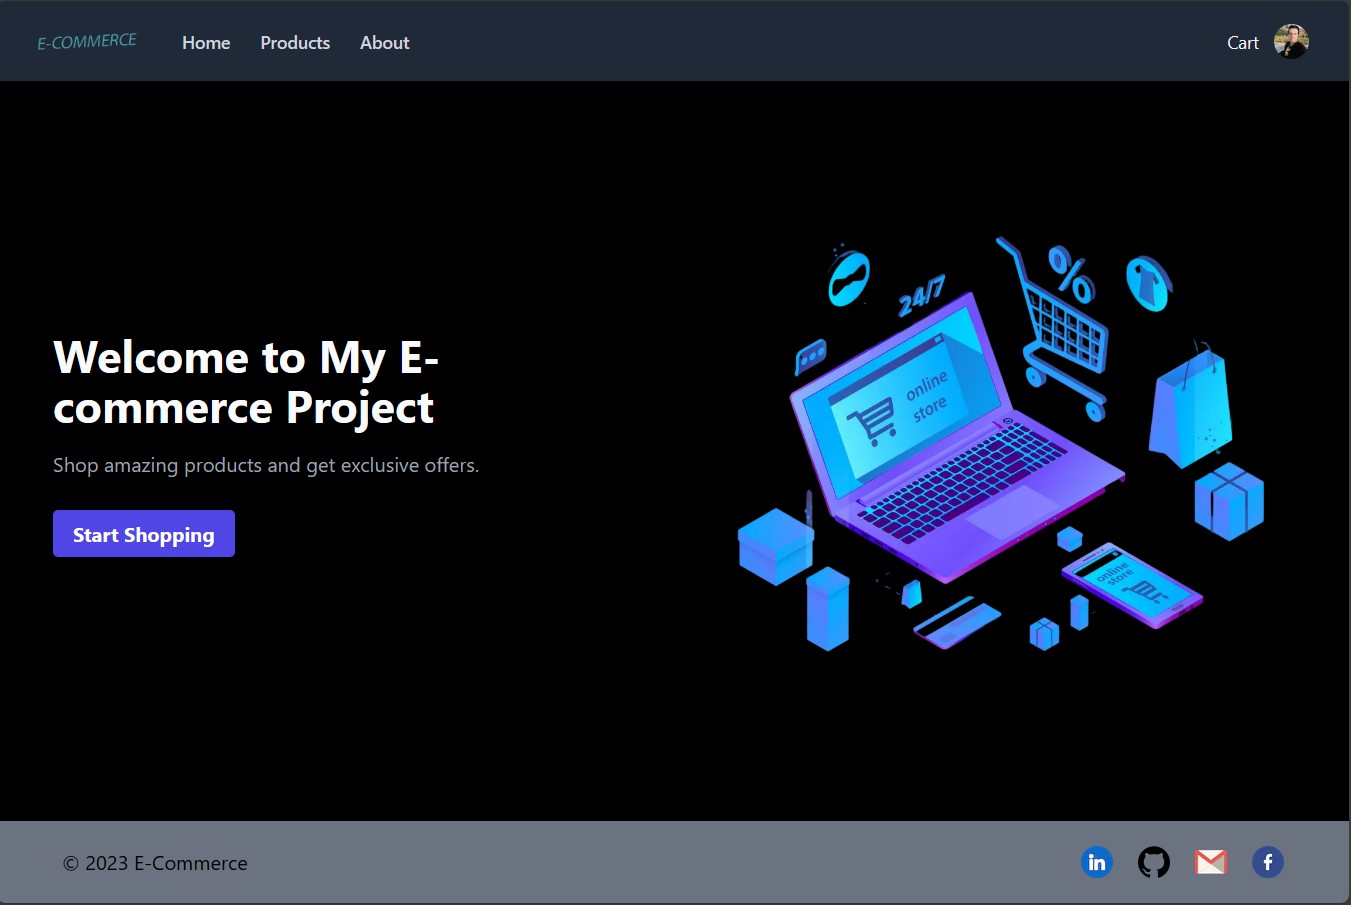 E-COMMERCE
Home
Products
About
Cart
24/7
%
online
store
Welcome to My E-
commerce Project
Shop amazing products and get exclusive offers.
Start Shopping
online
store
© 2023 E-Commerce
in
f